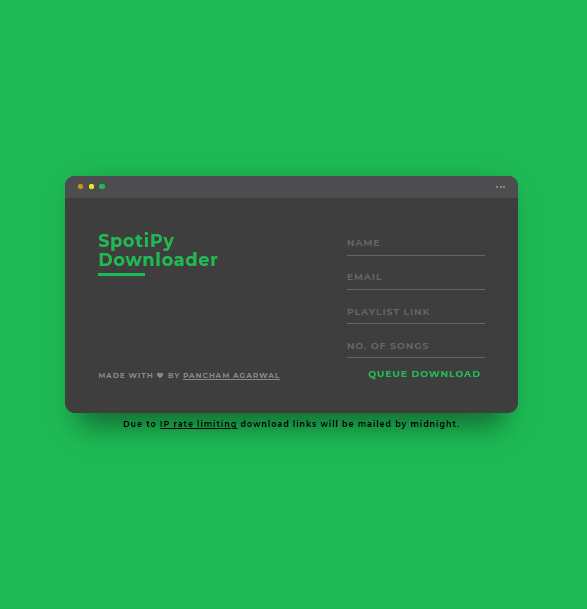 SpotiPy
Downloader
NAME
EMAIL
PLAYLIST LINK
NO. OF SONGS
MADE WITH ♥ BY PANCHAM AGARWAL
QUEUE DOWNLOAD
Due to IP rate limiting download links will be mailed by midnight.